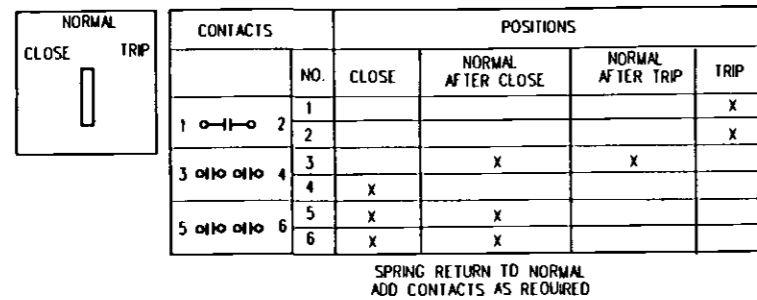 NORMAL
CLOSE TRIP
CONTACTS POSITIONS
NO. CLOSE NORMAL AFTER CLOSE NORMAL AFTER TRIP TRIP
1 2
1 X
2 X
3 4
3 X X
4 X
5 6
5 X X
6 X X
SPRING RETURN TO NORMAL
ADD CONTACTS AS REQUIRED